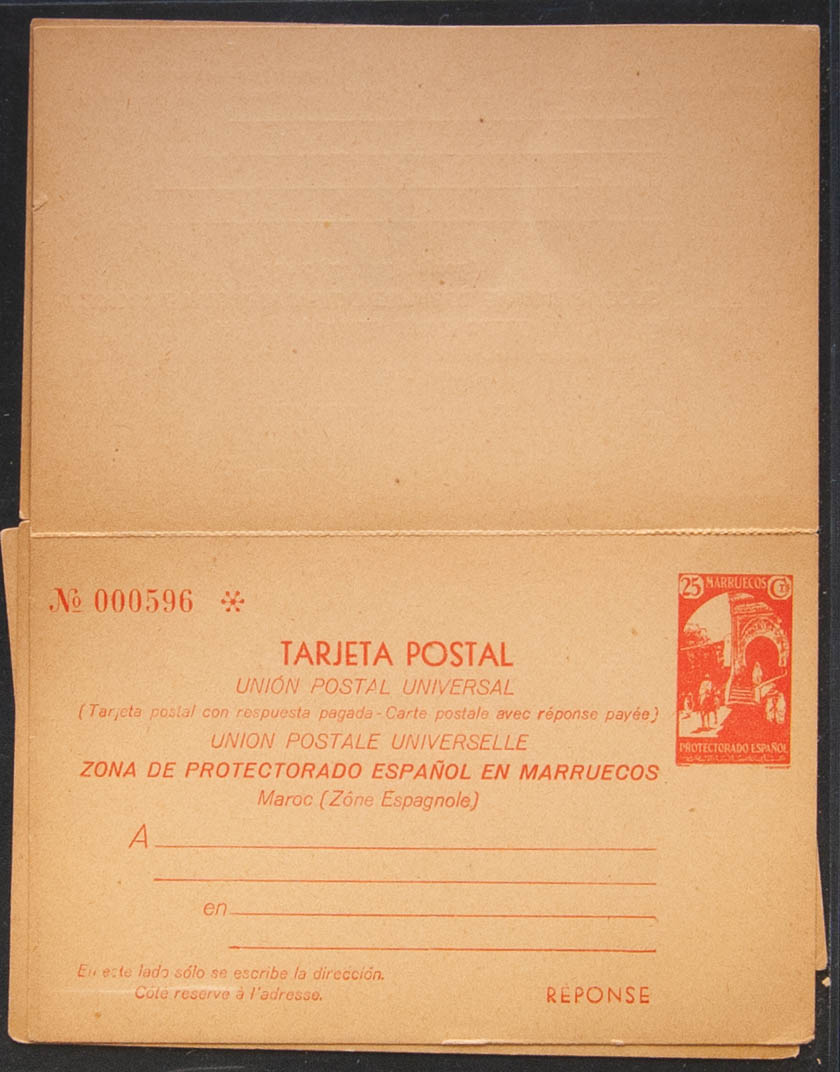 № 000596 *
25 MARRUECOS Cts
TARJETA POSTAL
UNIÓN POSTAL UNIVERSAL
(Tarjeta postal con respuesta pagada - Carte postale avec réponse payée)
UNION POSTALE UNIVERSELLE
ZONA DE PROTECTORADO ESPAÑOL EN MARRUECOS
PROTECTORADO ESPAÑOL
Maroc (Zône Espagnole)
A
en
En este lado sólo se escribe la dirección.
Côté reservé à l'adresse.
RÉPONSE